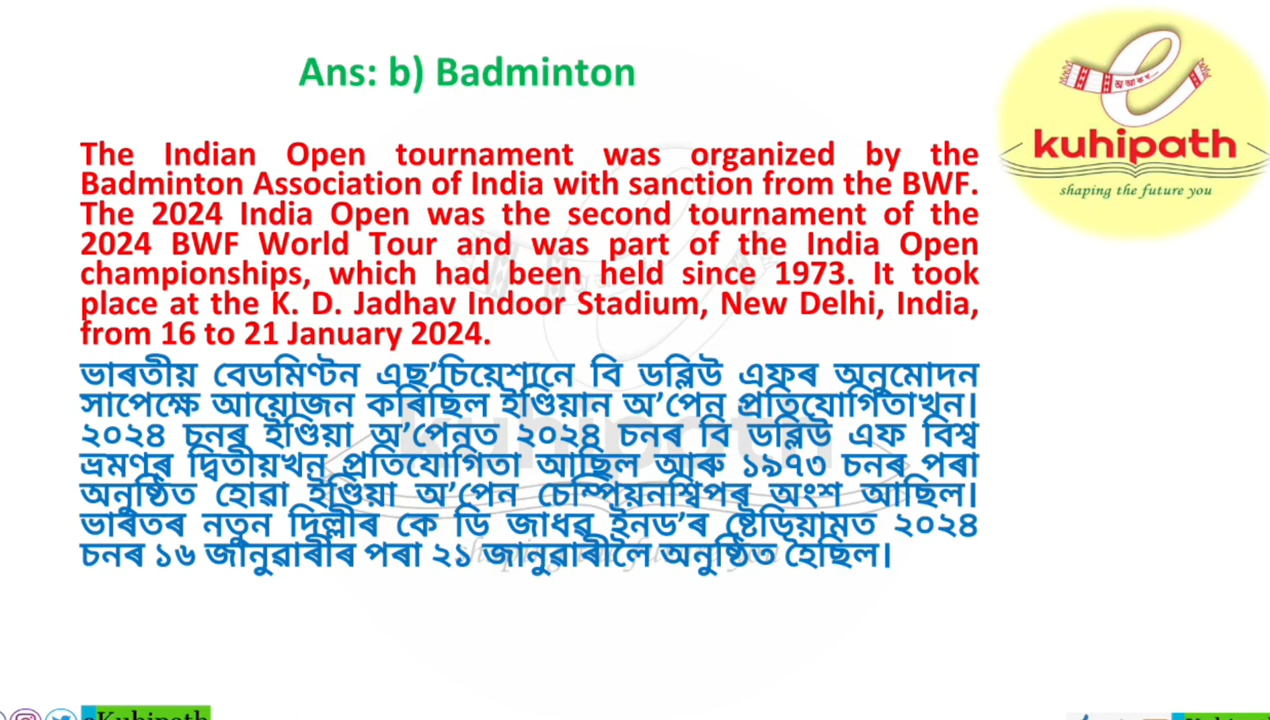 Ans: b) Badminton
অ আ ক খ....
kuhipath
shaping the future you
The Indian Open tournament was organized by the
Badminton Association of India with sanction from the BWF.
The 2024 India Open was the second tournament of the
2024 BWF World Tour and was part of the India Open
championships, which had been held since 1973. It took
place at the K. D. Jadhav Indoor Stadium, New Delhi, India,
from 16 to 21 January 2024.
ভাৰতীয় বেডমিণ্টন এছ’চিয়েশ্যনে বি ডব্লিউ এফৰ অনুমোদন
সাপেক্ষে আয়োজন কৰিছিল ইণ্ডিয়ান অ’পেন প্ৰতিযোগিতাখন।
২০২৪ চনৰ ইণ্ডিয়া অ’পেনত ২০২৪ চনৰ বি ডব্লিউ এফ বিশ্ব
ভ্ৰমণৰ দ্বিতীয়খন প্ৰতিযোগিতা আছিল আৰু ১৯৭৩ চনৰ পৰা
অনুষ্ঠিত হোৱা ইণ্ডিয়া অ’পেন চেম্পিয়নশ্বিপৰ অংশ আছিল।
ভাৰতৰ নতুন দিল্লীৰ কে ডি জাধৱ ইনড’ৰ ষ্টেডিয়ামত ২০২৪
চনৰ ১৬ জানুৱাৰীৰ পৰা ২১ জানুৱাৰীলৈ অনুষ্ঠিত হৈছিল।
eKuhipath